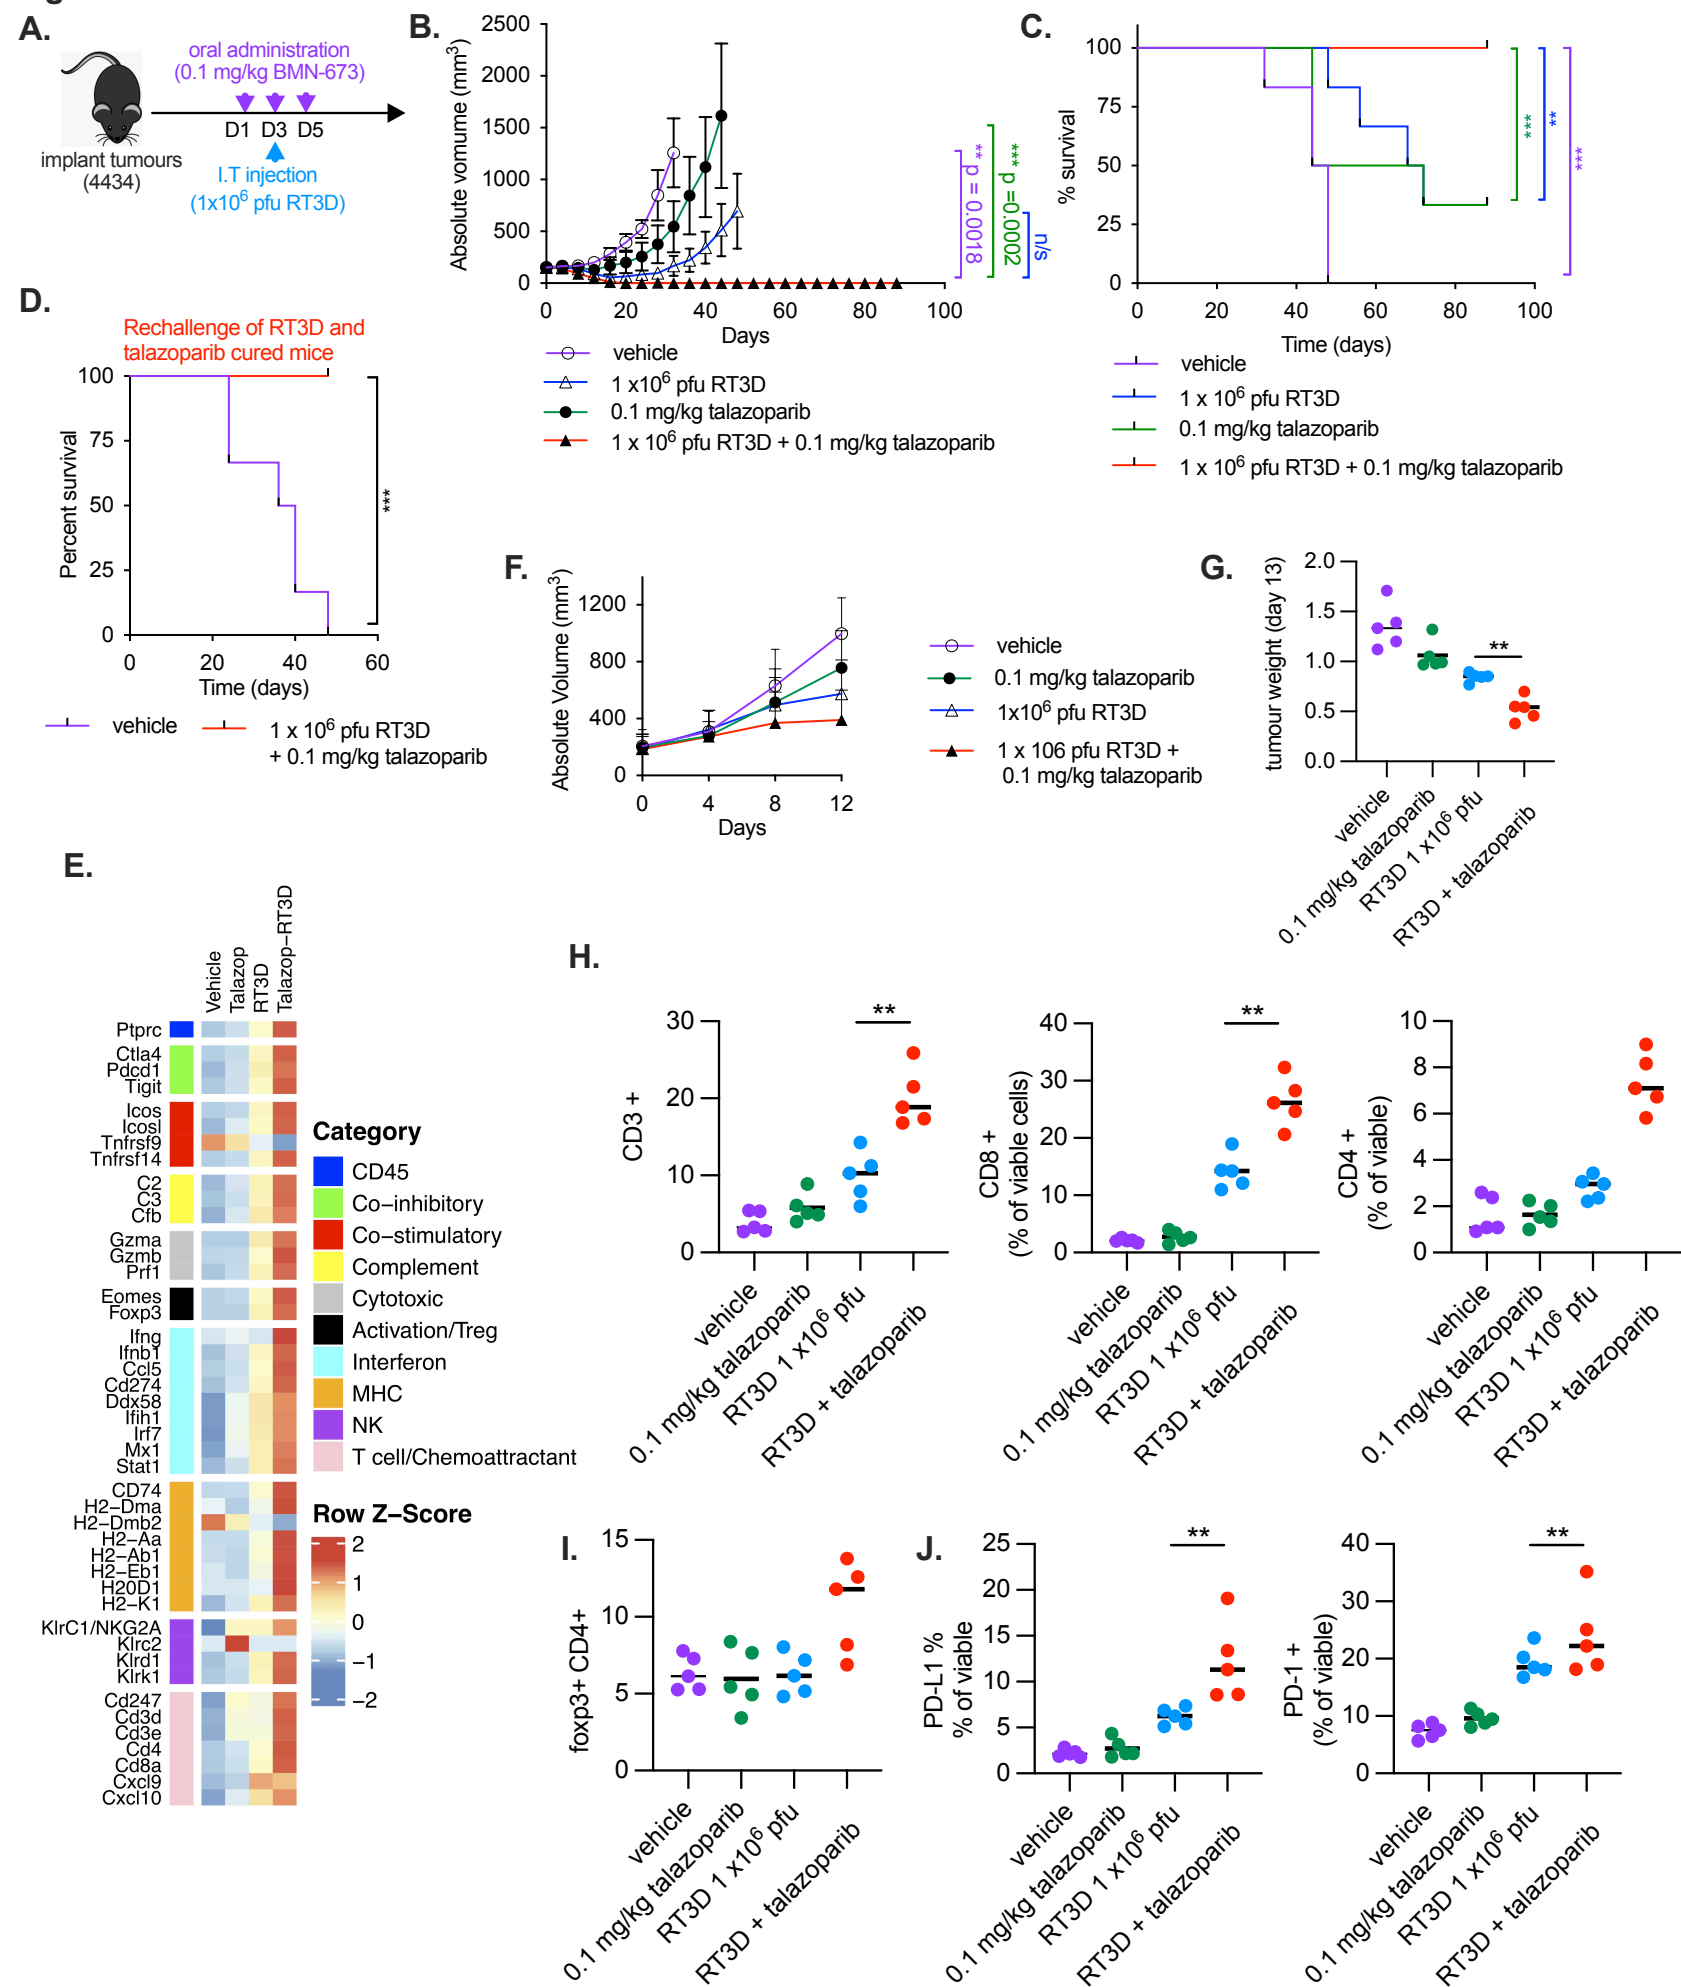 A.
oral administration
(0.1 mg/kg BMN-673)
D1 D3 D5
implant tumours
(4434)
I.T injection
(1x10⁶ pfu RT3D)
B.
Absolute vomume (mm³)
2500
2000
1500
1000
500
0
0 20 40 60 80 100
Days
** p = 0.0018
*** p =0.0002
n/s
vehicle
1 x10⁶ pfu RT3D
0.1 mg/kg talazoparib
1 x 10⁶ pfu RT3D + 0.1 mg/kg talazoparib
C.
% survival
100
75
50
25
0
0 20 40 60 80 100
Time (days)
***
**
***
vehicle
1 x 10⁶ pfu RT3D
0.1 mg/kg talazoparib
1 x 10⁶ pfu RT3D + 0.1 mg/kg talazoparib
D.
Rechallenge of RT3D and
talazoparib cured mice
Percent survival
100
75
50
25
0
0 20 40 60
Time (days)
***
vehicle
1 x 10⁶ pfu RT3D
+ 0.1 mg/kg talazoparib
F.
Absolute Volume (mm³)
1200
800
400
0
0 4 8 12
Days
vehicle
0.1 mg/kg talazoparib
1x10⁶ pfu RT3D
1 x 106 pfu RT3D +
0.1 mg/kg talazoparib
G.
tumour weight (day 13)
2.0
1.5
1.0
0.5
0.0
**
vehicle
0.1 mg/kg talazoparib
RT3D 1 x10⁶ pfu
RT3D + talazoparib
E.
Vehicle
Talazop
RT3D
Talazop−RT3D
Ptprc
Ctla4
Pdcd1
Tigit
Icos
Icosl
Tnfrsf9
Tnfrsf14
C2
C3
Cfb
Gzma
Gzmb
Prf1
Eomes
Foxp3
Ifng
Ifnb1
Ccl5
Cd274
Ddx58
Ifih1
Irf7
Mx1
Stat1
CD74
H2−Dma
H2−Dmb2
H2−Aa
H2−Ab1
H2−Eb1
H20D1
H2−K1
KlrC1/NKG2A
Klrc2
Klrd1
Klrk1
Cd247
Cd3d
Cd3e
Cd4
Cd8a
Cxcl9
Cxcl10
Category
CD45
Co−inhibitory
Co−stimulatory
Complement
Cytotoxic
Activation/Treg
Interferon
MHC
NK
T cell/Chemoattractant
Row Z−Score
2
1
0
−1
−2
H.
CD3 +
30
20
10
0
**
vehicle
0.1 mg/kg talazoparib
RT3D 1 x10⁶ pfu
RT3D + talazoparib
CD8 +
(% of viable cells)
40
30
20
10
0
**
vehicle
0.1 mg/kg talazoparib
RT3D 1 x10⁶ pfu
RT3D + talazoparib
CD4 +
(% of viable)
10
8
6
4
2
0
vehicle
0.1 mg/kg talazoparib
RT3D 1 x10⁶ pfu
RT3D + talazoparib
I.
foxp3+ CD4+
15
10
5
0
vehicle
0.1 mg/kg talazoparib
RT3D 1 x10⁶ pfu
RT3D + talazoparib
J.
PD-L1 %
% of viable
25
20
15
10
5
0
**
vehicle
0.1 mg/kg talazoparib
RT3D 1 x10⁶ pfu
RT3D + talazoparib
PD-1 +
(% of viable)
40
30
20
10
0
**
vehicle
0.1 mg/kg talazoparib
RT3D 1 x10⁶ pfu
RT3D + talazoparib